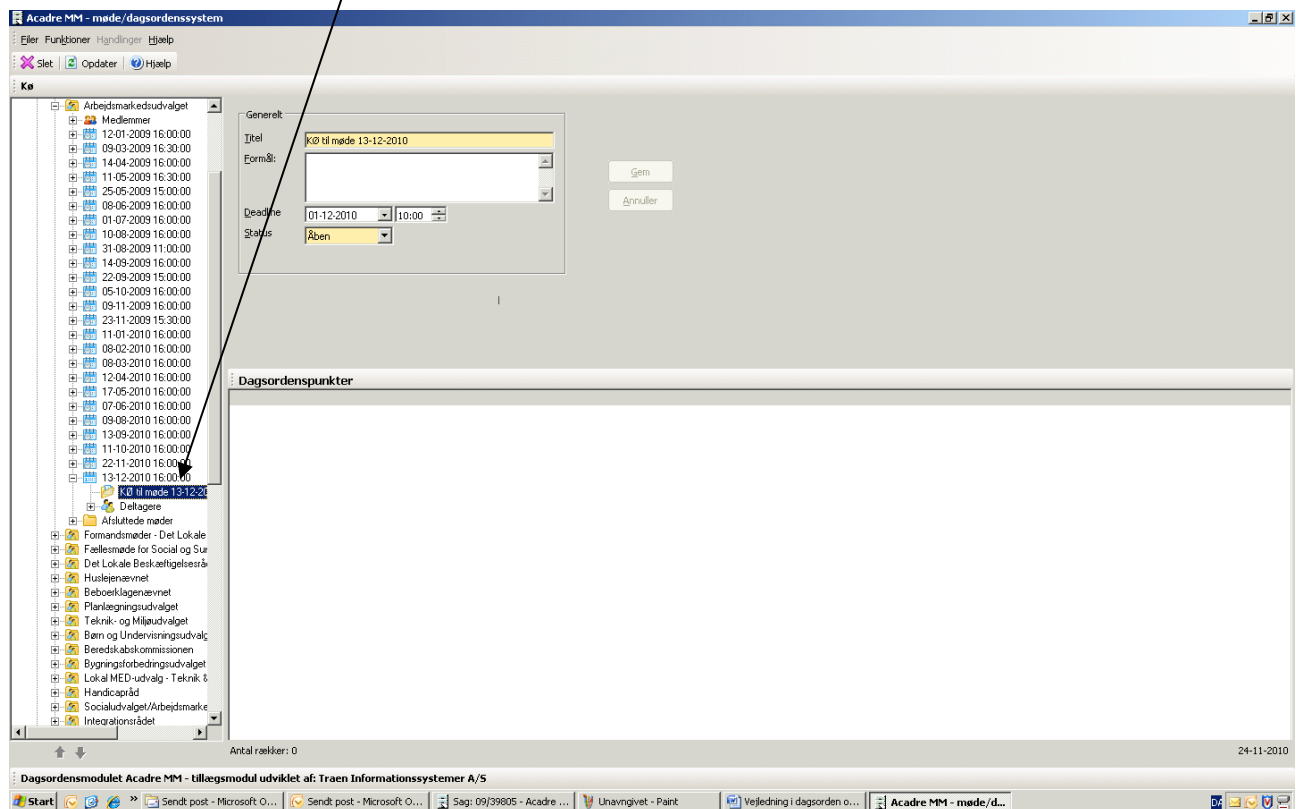 Acadre MM - møde/dagsordenssystem
Filer Funktioner Handlinger Hjælp
Slet Opdater Hjælp
Kø
Arbejdsmarkedsudvalget
Medlemmer
12-01-2009 16:00:00
09-03-2009 16:30:00
14-04-2009 16:00:00
11-05-2009 16:30:00
25-05-2009 15:00:00
08-06-2009 16:00:00
01-07-2009 16:00:00
10-08-2009 16:00:00
31-08-2009 11:00:00
14-09-2009 16:00:00
22-09-2009 15:00:00
05-10-2009 16:00:00
09-11-2009 16:00:00
23-11-2009 15:30:00
11-01-2010 16:00:00
08-02-2010 16:00:00
08-03-2010 16:00:00
12-04-2010 16:00:00
17-05-2010 16:00:00
07-06-2010 16:00:00
09-08-2010 16:00:00
13-09-2010 16:00:00
11-10-2010 16:00:00
22-11-2010 16:00:00
13-12-2010 16:00:00
KØ til møde 13-12-20
Deltagere
Afsluttede møder
Formandsmøder - Det Lokale
Fællesmøde for Social og Sun
Det Lokale Beskæftigelsesrå
Huslejenævnet
Beboerklagenævnet
Planlægningsudvalget
Teknik- og Miljøudvalget
Børn og Undervisningsudvalg
Beredskabskommissionen
Bygningsforbedringsudvalget
Lokal MED-udvalg - Teknik &
Handicapråd
Socialudvalget/Arbejdsmarke
Integrationsrådet
Generelt
Titel KØ til møde 13-12-2010
Formål:
Deadline 01-12-2010 10:00
Status Åben
Gem
Annuller
Dagsordenspunkter
Antal rækker: 0 24-11-2010
Dagsordensmodulet Acadre MM - tillægsmodul udviklet af: Traen Informationssystemer A/S
Start » Sendt post - Microsoft O... Sendt post - Microsoft O... Sag: 09/39805 - Acadre ... Unavngivet - Paint Vejledning i dagsorden o... Acadre MM - møde/d... DA